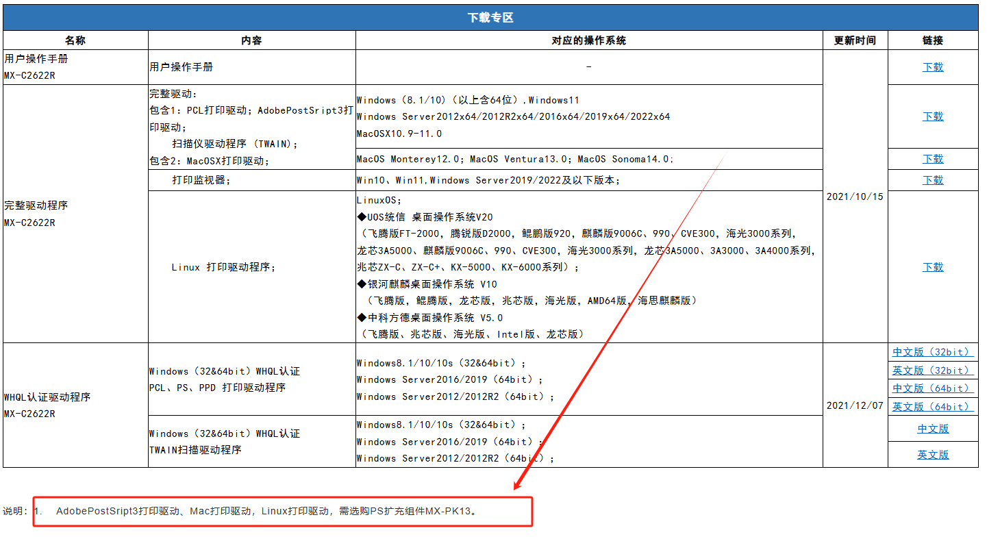 下载专区
名称 内容 对应的操作系统 更新时间 链接
用户操作手册
MX-C2622R
用户操作手册
-
下载
完整驱动程序
MX-C2622R
完整驱动：
包含1：PCL打印驱动；AdobePostSript3打
印驱动；
扫描仪驱动程序 (TWAIN)；
包含2：MacOSX打印驱动；
Windows（8.1/10)（以上含64位）,Windows11
Windows Server2012x64/2012R2x64/2016x64/2019x64/2022x64
MacOSX10.9-11.0
下载
MacOS Monterey12.0；MacOS Ventura13.0；MacOS Sonoma14.0；
下载
打印监视器；
Win10、Win11,Windows Server2019/2022及以下版本；
下载
2021/10/15
Linux 打印驱动程序；
LinuxOS；
◆UOS统信 桌面操作系统V20
（飞腾版FT-2000，腾锐版D2000，鲲鹏版920，麒麟版9006C、990、CVE300，海光3000系列，
龙芯3A5000、麒麟版9006C、990、CVE300，海光3000系列，龙芯3A5000、3A3000、3A4000系列，
兆芯ZX-C、ZX-C+、KX-5000、KX-6000系列）；
◆银河麒麟桌面操作系统 V10
（飞腾版，鲲腾版，龙芯版，兆芯版，海光版，AMD64版，海思麒麟版）
◆中科方德桌面操作系统 V5.0
（飞腾版、兆芯版、海光版、Intel版、龙芯版）
下载
WHQL认证驱动程序
MX-C2622R
Windows（32&64bit）WHQL认证
PCL、PS、PPD 打印驱动程序
Windows8.1/10/10s（32&64bit）；
Windows Server2016/2019（64bit）；
Windows Server2012/2012R2（64bit）；
2021/12/07
中文版（32bit）
英文版（32bit）
中文版（64bit）
英文版（64bit）
Windows（32&64bit）WHQL认证
TWAIN扫描驱动程序
Windows8.1/10/10s（32&64bit）；
Windows Server2016/2019（64bit）；
Windows Server2012/2012R2（64bit）；
中文版
英文版
说明：1. AdobePostSript3打印驱动、Mac打印驱动，Linux打印驱动，需选购PS扩充组件MX-PK13。